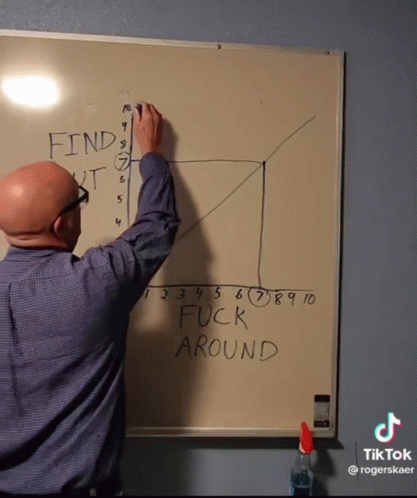 10
9
FIND
8
7
UT
6
5
4
1 2 3 4 5 6 7 8 9 10
FUCK
AROUND
TikTok
@rogerskaer